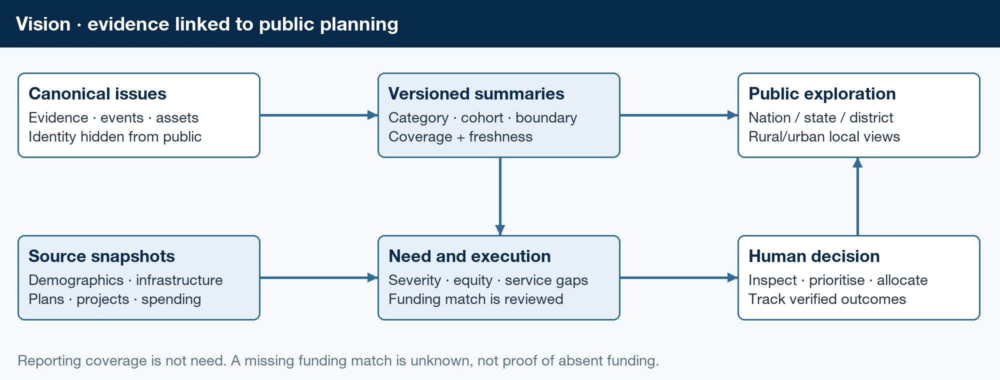 Vision · evidence linked to public planning
Canonical issues
Evidence · events · assets
Identity hidden from public
Versioned summaries
Category · cohort · boundary
Coverage + freshness
Public exploration
Nation / state / district
Rural/urban local views
Source snapshots
Demographics · infrastructure
Plans · projects · spending
Need and execution
Severity · equity · service gaps
Funding match is reviewed
Human decision
Inspect · prioritise · allocate
Track verified outcomes
Reporting coverage is not need. A missing funding match is unknown, not proof of absent funding.